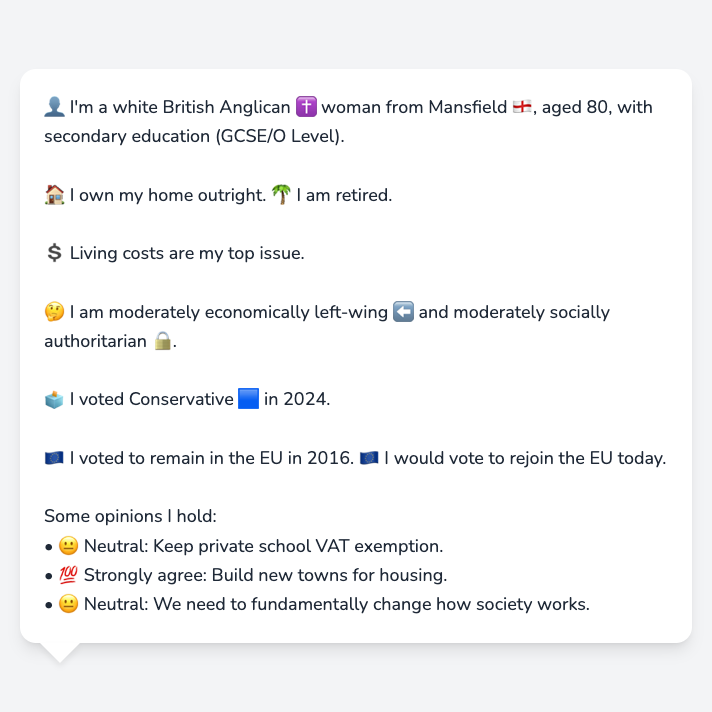 👤 I'm a white British Anglican ✝️ woman from Mansfield 🏴󠁧󠁢󠁥󠁮󠁧󠁿, aged 80, with
secondary education (GCSE/O Level).
🏠 I own my home outright. 🌴 I am retired.
💲 Living costs are my top issue.
🤔 I am moderately economically left-wing ⬅️ and moderately socially
authoritarian 🔒.
🗳️ I voted Conservative 🟦 in 2024.
🇪🇺 I voted to remain in the EU in 2016. 🇪🇺 I would vote to rejoin the EU today.
Some opinions I hold:
• 😐 Neutral: Keep private school VAT exemption.
• 💯 Strongly agree: Build new towns for housing.
• 😐 Neutral: We need to fundamentally change how society works.